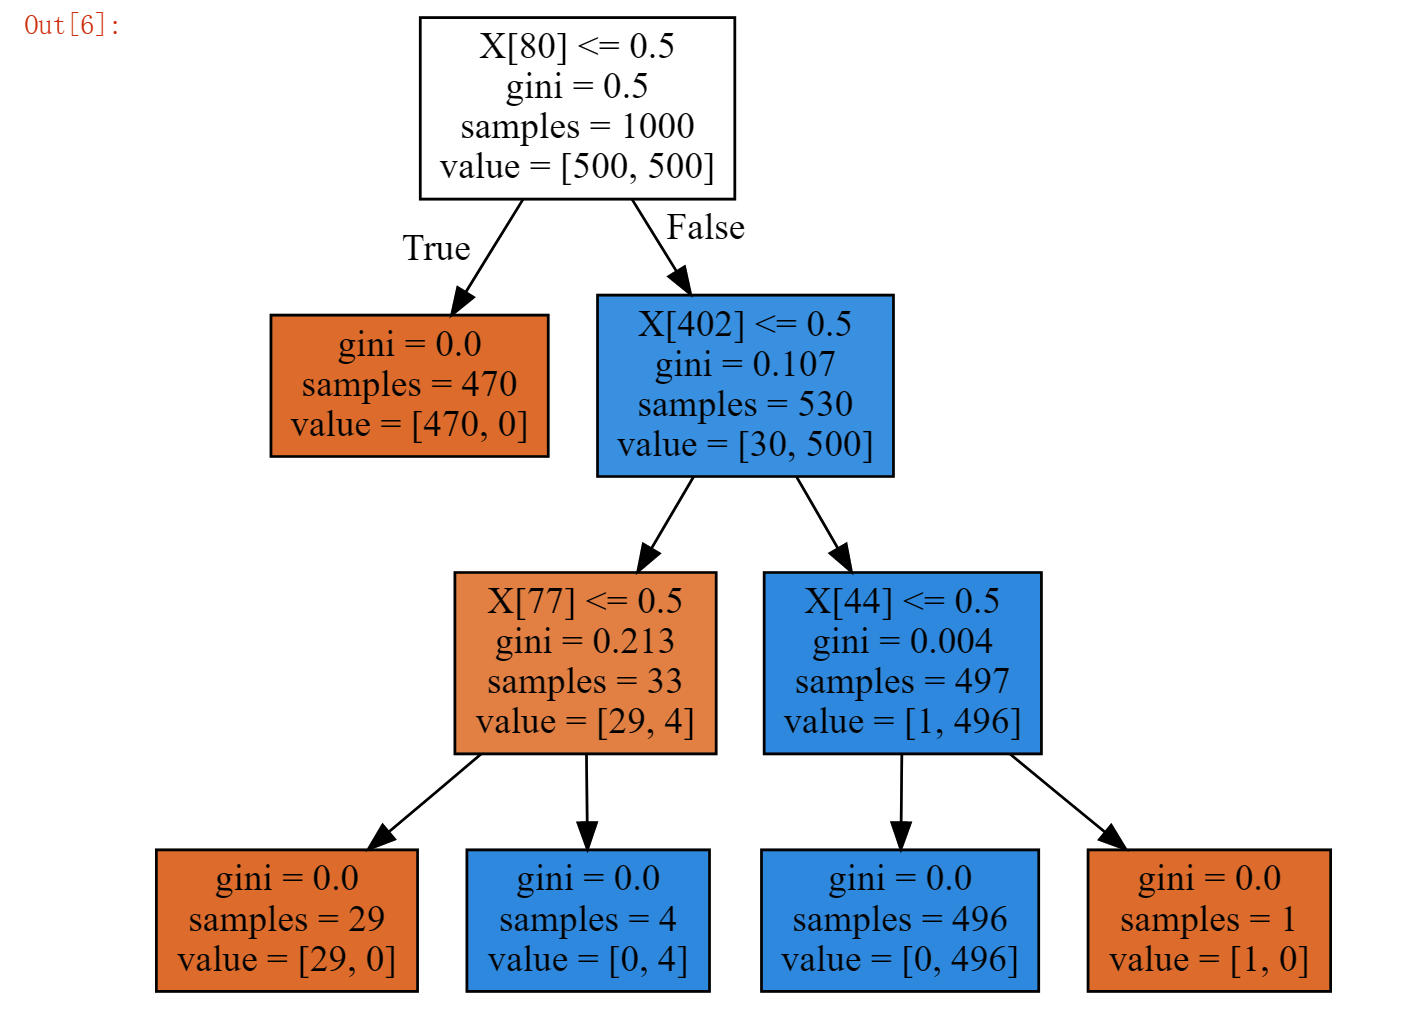 Out[6]:
X[80] <= 0.5
gini = 0.5
samples = 1000
value = [500, 500]
True
False
gini = 0.0
samples = 470
value = [470, 0]
X[402] <= 0.5
gini = 0.107
samples = 530
value = [30, 500]
X[77] <= 0.5
gini = 0.213
samples = 33
value = [29, 4]
X[44] <= 0.5
gini = 0.004
samples = 497
value = [1, 496]
gini = 0.0
samples = 29
value = [29, 0]
gini = 0.0
samples = 4
value = [0, 4]
gini = 0.0
samples = 496
value = [0, 496]
gini = 0.0
samples = 1
value = [1, 0]